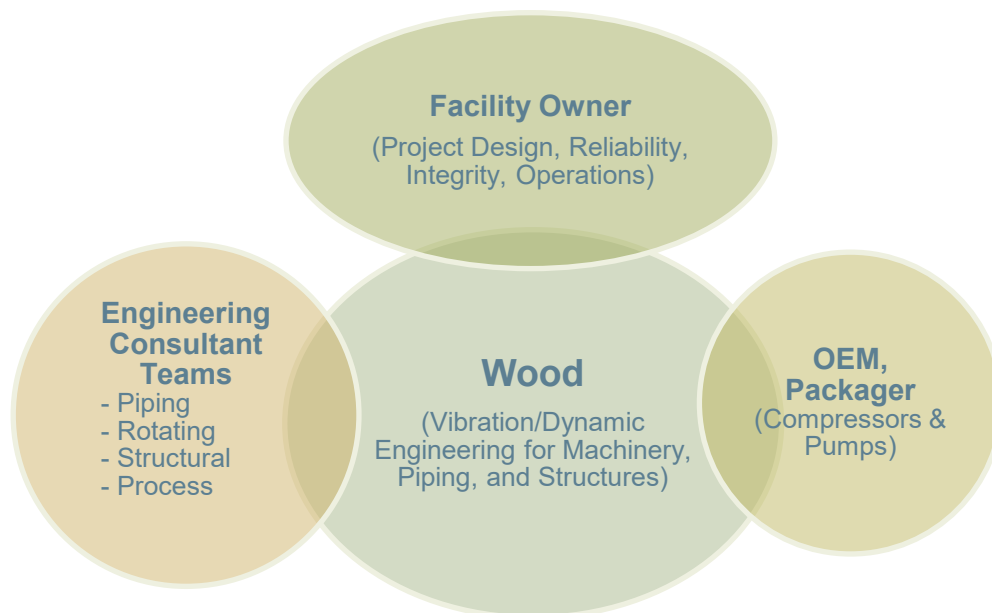 Facility Owner
(Project Design, Reliability,
Integrity, Operations)
Engineering
Consultant
Teams
- Piping
- Rotating
- Structural
- Process
Wood
(Vibration/Dynamic
Engineering for Machinery,
Piping, and Structures)
OEM,
Packager
(Compressors &
Pumps)